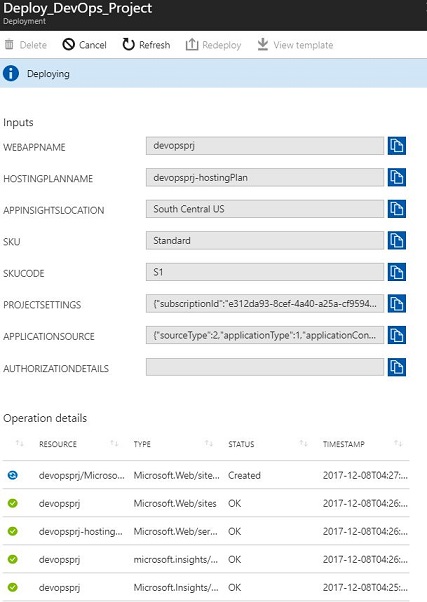 Deploy_DevOps_Project
Deployment
Delete Cancel Refresh Redeploy View template
Deploying
Inputs
WEBAPPNAME devopsprj
HOSTINGPLANNAME devopsprj-hostingPlan
APPINSIGHTSLOCATION South Central US
SKU Standard
SKUCODE S1
PROJECTSETTINGS {"subscriptionId":"e312da93-8cef-4a40-a25a-cf9594...
APPLICATIONSOURCE {"sourceType":2,"applicationType":1,"applicationCon...
AUTHORIZATIONDETAILS
Operation details
RESOURCE TYPE STATUS TIMESTAMP
devopsprj/Microso... Microsoft.Web/site... Created 2017-12-08T04:27:...
devopsprj Microsoft.Web/sites OK 2017-12-08T04:26:...
devopsprj-hosting... Microsoft.Web/ser... OK 2017-12-08T04:26:...
devopsprj microsoft.insights/... OK 2017-12-08T04:26:...
devopsprj Microsoft.Insights/... OK 2017-12-08T04:25:...